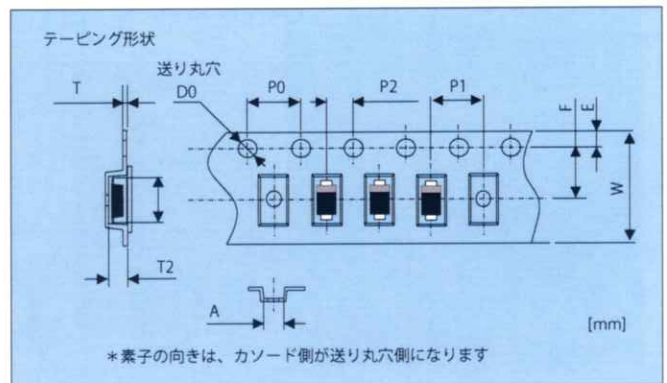 テーピング形状
送り丸穴
T
D0
P0
P2
P1
F
E
W
T2
A
[mm]
＊素子の向きは、カソード側が送り丸穴側になります